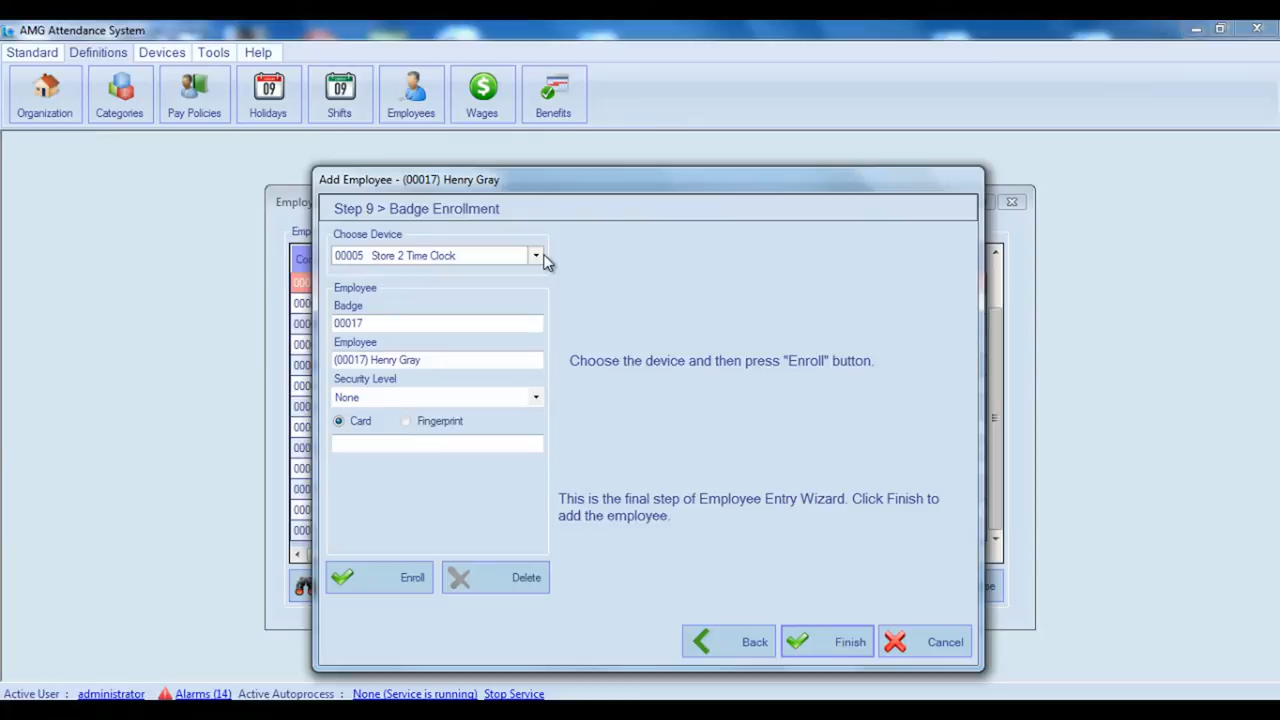 AMG Attendance System
Standard Definitions Devices Tools Help
09 09
Organization Categories Pay Policies Holidays Shifts Employees Wages Benefits
Add Employee - (00017) Henry Gray
Step 9 > Badge Enrollment
Choose Device
00005 Store 2 Time Clock
Employee
Badge
00017
Employee
(00017) Henry Gray
Choose the device and then press "Enroll" button.
Security Level
None
Card Fingerprint
This is the final step of Employee Entry Wizard. Click Finish to
add the employee.
Enroll Delete
Back Finish Cancel
Active User : administrator Alarms (14) Active Autoprocess : None (Service is running) Stop Service